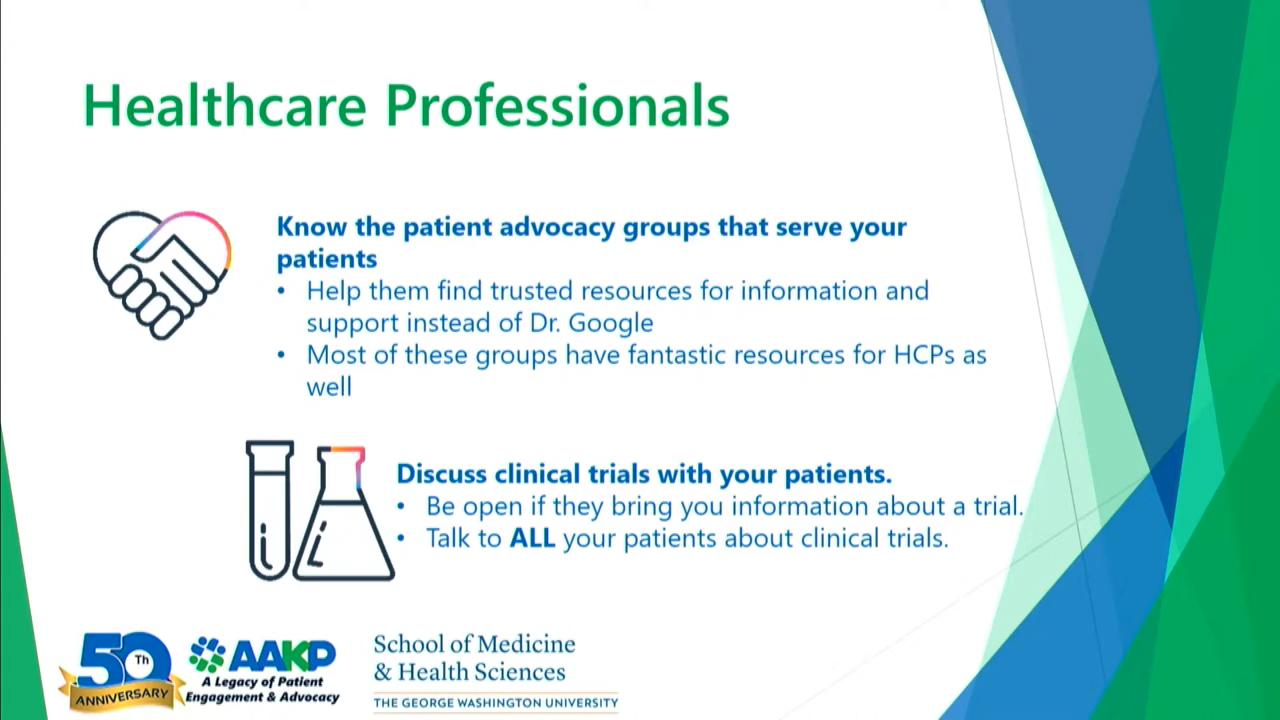 Healthcare Professionals
Know the patient advocacy groups that serve your
patients
• Help them find trusted resources for information and
support instead of Dr. Google
• Most of these groups have fantastic resources for HCPs as
well
Discuss clinical trials with your patients.
• Be open if they bring you information about a trial.
• Talk to ALL your patients about clinical trials.
50Th
ANNIVERSARY
AAKP
A Legacy of Patient
Engagement & Advocacy
School of Medicine
& Health Sciences
THE GEORGE WASHINGTON UNIVERSITY